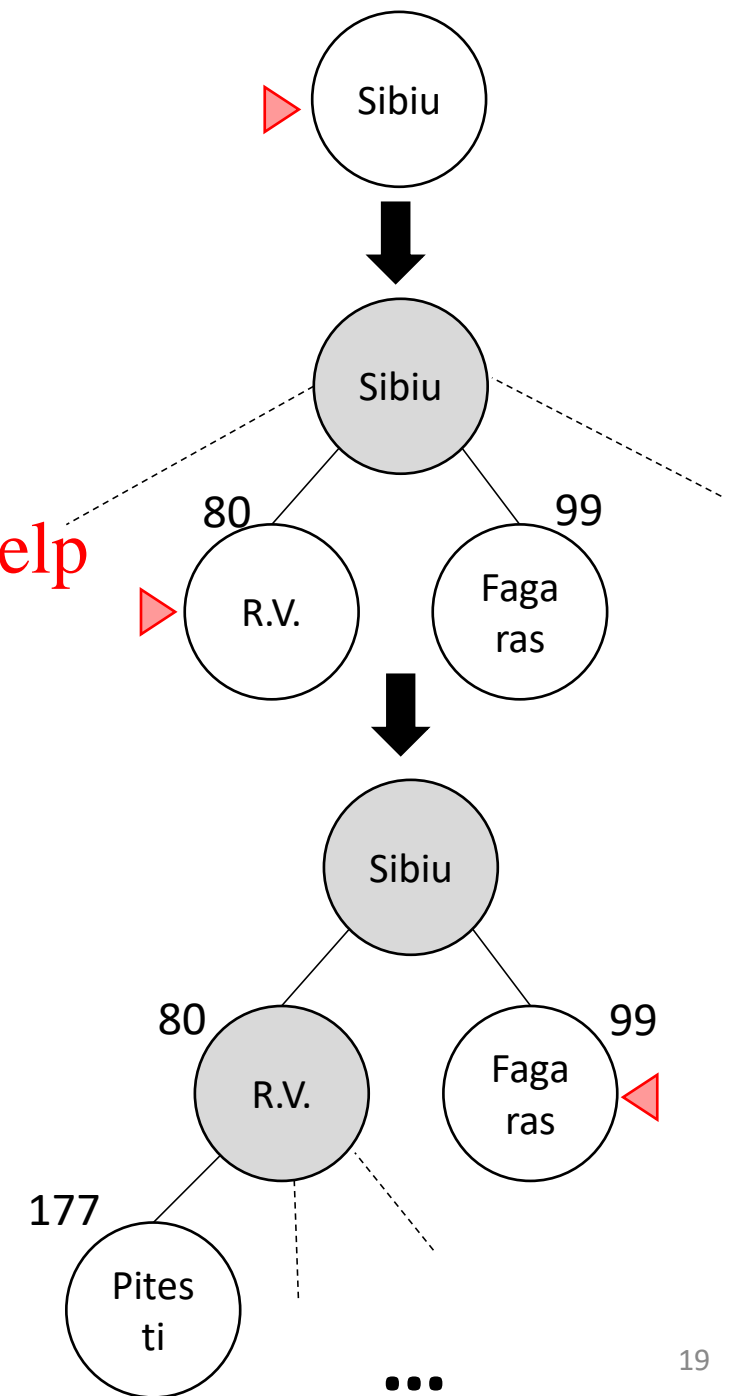 Sibiu
Sibiu
80
99
elp
R.V.
Faga
ras
Sibiu
80
99
R.V.
Faga
ras
177
Pites
ti
19
...